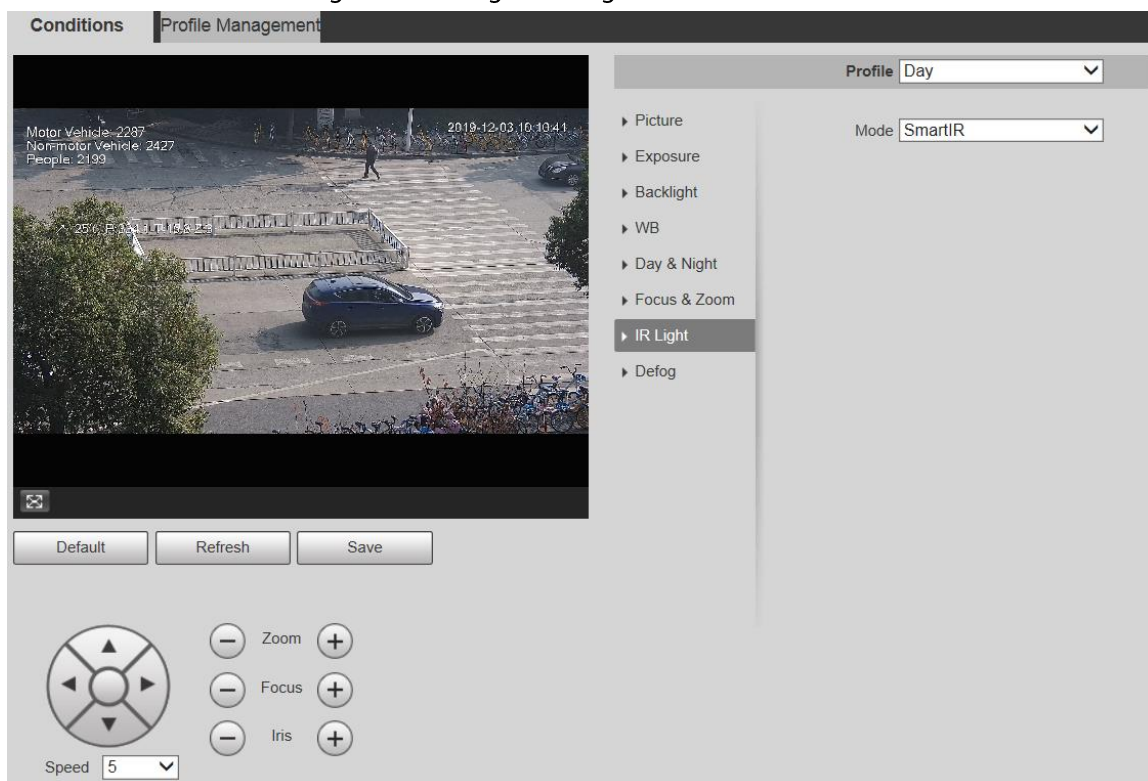 Conditions
Profile Management
Motor Vehicle: 2287
Non-motor Vehicle: 2427
People: 2199
2019-12-03 10:10:41
Profile Day
Picture
Exposure
Backlight
WB
Day & Night
Focus & Zoom
IR Light
Defog
Mode SmartIR
Default Refresh Save
Zoom
Focus
Iris
Speed 5